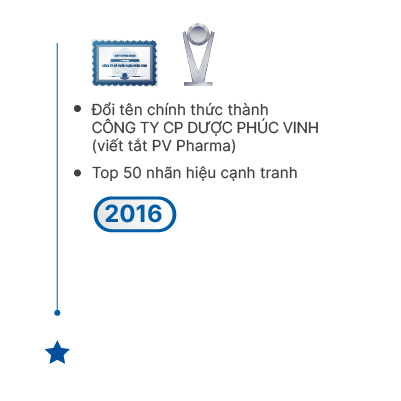 Đổi tên chính thức thành
CÔNG TY CP DƯỢC PHÚC VINH
(viết tắt PV Pharma)
Top 50 nhãn hiệu cạnh tranh
2016